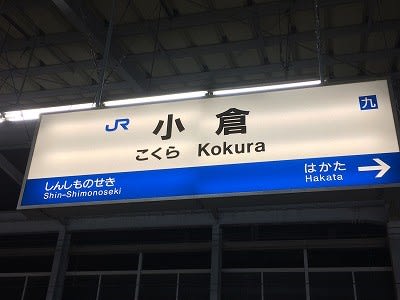 JR 小倉 九
こくら Kokura
しんしものせき はかた →
Shin-Shimonoseki Hakata